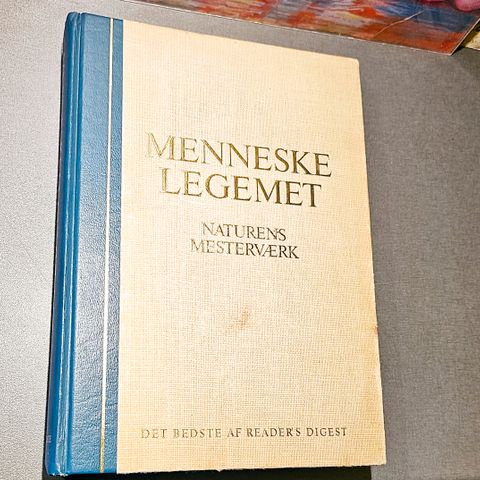 MENNESKE
LEGEMET
NATURENS
MESTERVÆRK
DET BEDSTE AF READER'S DIGEST